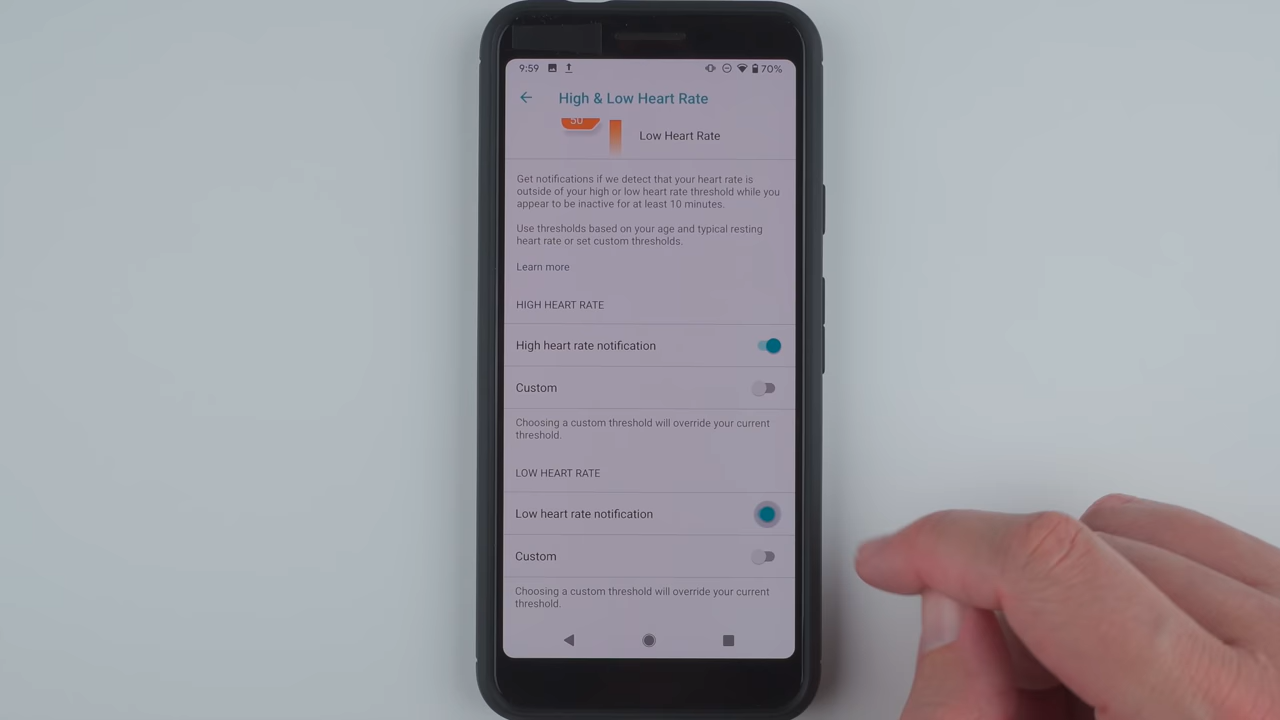 9:59 70%
High & Low Heart Rate
50
Low Heart Rate
Get notifications if we detect that your heart rate is
outside of your high or low heart rate threshold while you
appear to be inactive for at least 10 minutes.
Use thresholds based on your age and typical resting
heart rate or set custom thresholds.
Learn more
HIGH HEART RATE
High heart rate notification
Custom
Choosing a custom threshold will override your current
threshold.
LOW HEART RATE
Low heart rate notification
Custom
Choosing a custom threshold will override your current
threshold.